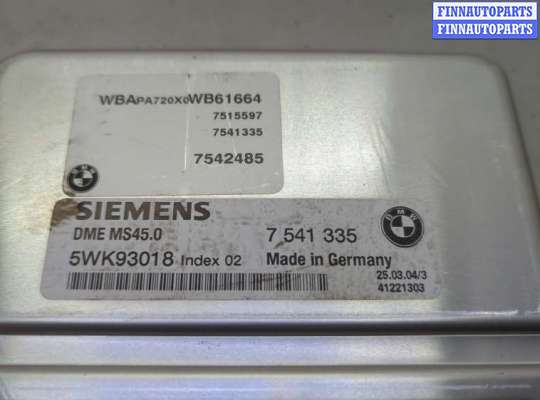 FINNAUTOPARTS
FINNAUTOPARTS
WBAPA720X0WB61664
7515597
7541335
7542485
SIEMENS
DME MS45.0
7 541 335
BMW
5WK93018 Index 02
Made in Germany
25.03.04/3
41221303